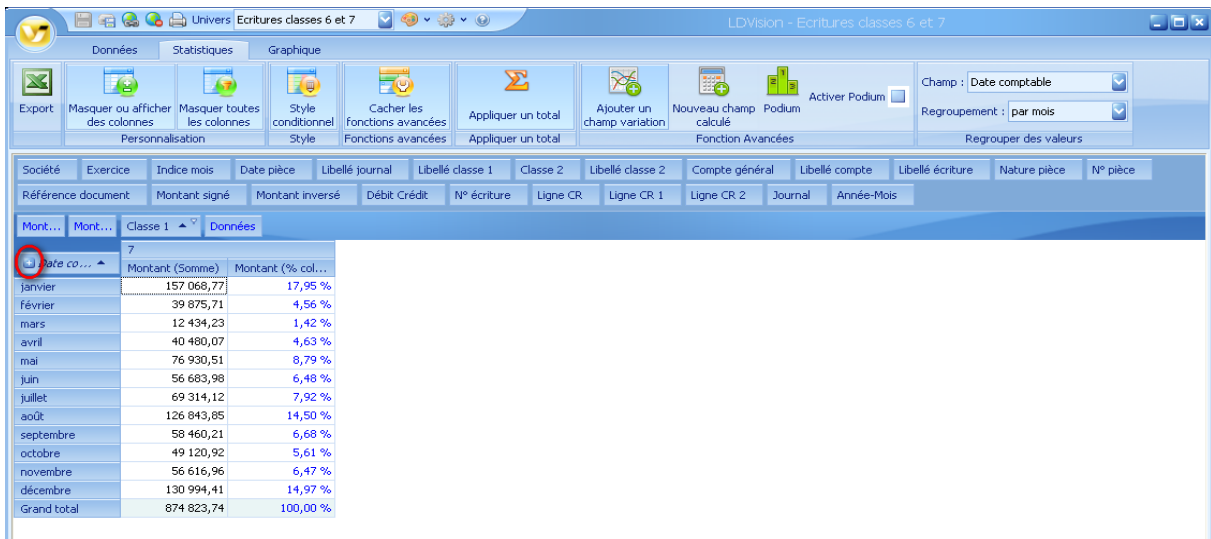 Univers Ecritures classes 6 et 7 LDVision - Ecritures classes 6 et 7
Données Statistiques Graphique
Export Masquer ou afficher des colonnes Masquer toutes les colonnes Style conditionnel Cacher les fonctions avancées Appliquer un total Ajouter un champ variation Nouveau champ calculé Podium Activer Podium Champ : Date comptable
Regroupement : par mois
Personnalisation Style Fonctions avancées Appliquer un total Fonction Avancées Regrouper des valeurs
Société Exercice Indice mois Date pièce Libellé journal Libellé classe 1 Classe 2 Libellé classe 2 Compte général Libellé compte Libellé écriture Nature pièce N° pièce
Référence document Montant signé Montant inversé Débit Crédit N° écriture Ligne CR Ligne CR 1 Ligne CR 2 Journal Année-Mois
Mont... Mont... Classe 1 Données
7
Date co... Montant (Somme) Montant (% col...
janvier 157 068,77 17,95 %
février 39 875,71 4,56 %
mars 12 434,23 1,42 %
avril 40 480,07 4,63 %
mai 76 930,51 8,79 %
juin 56 683,98 6,48 %
juillet 69 314,12 7,92 %
août 126 843,85 14,50 %
septembre 58 460,21 6,68 %
octobre 49 120,92 5,61 %
novembre 56 616,96 6,47 %
décembre 130 994,41 14,97 %
Grand total 874 823,74 100,00 %